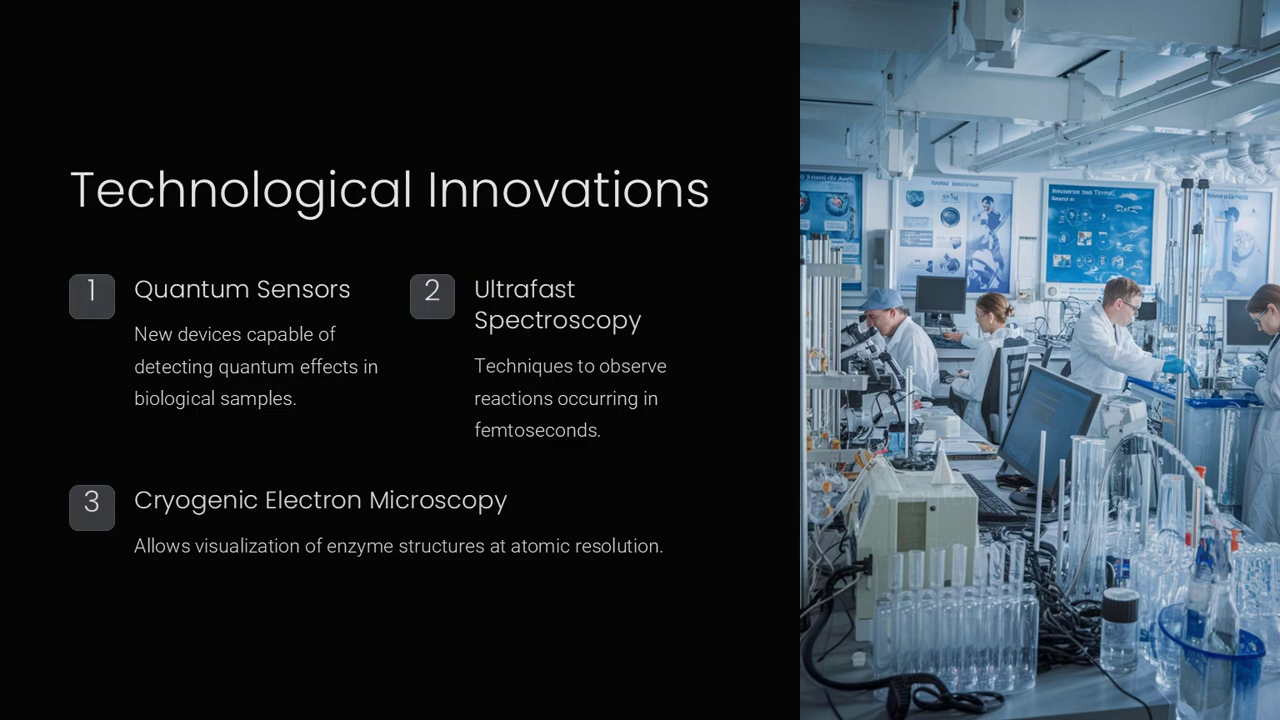 Technological Innovations
1
Quantum Sensors
New devices capable of
detecting quantum effects in
biological samples.
2
Ultrafast
Spectroscopy
Techniques to observe
reactions occurring in
femtoseconds.
3
Cryogenic Electron Microscopy
Allows visualization of enzyme structures at atomic resolution.